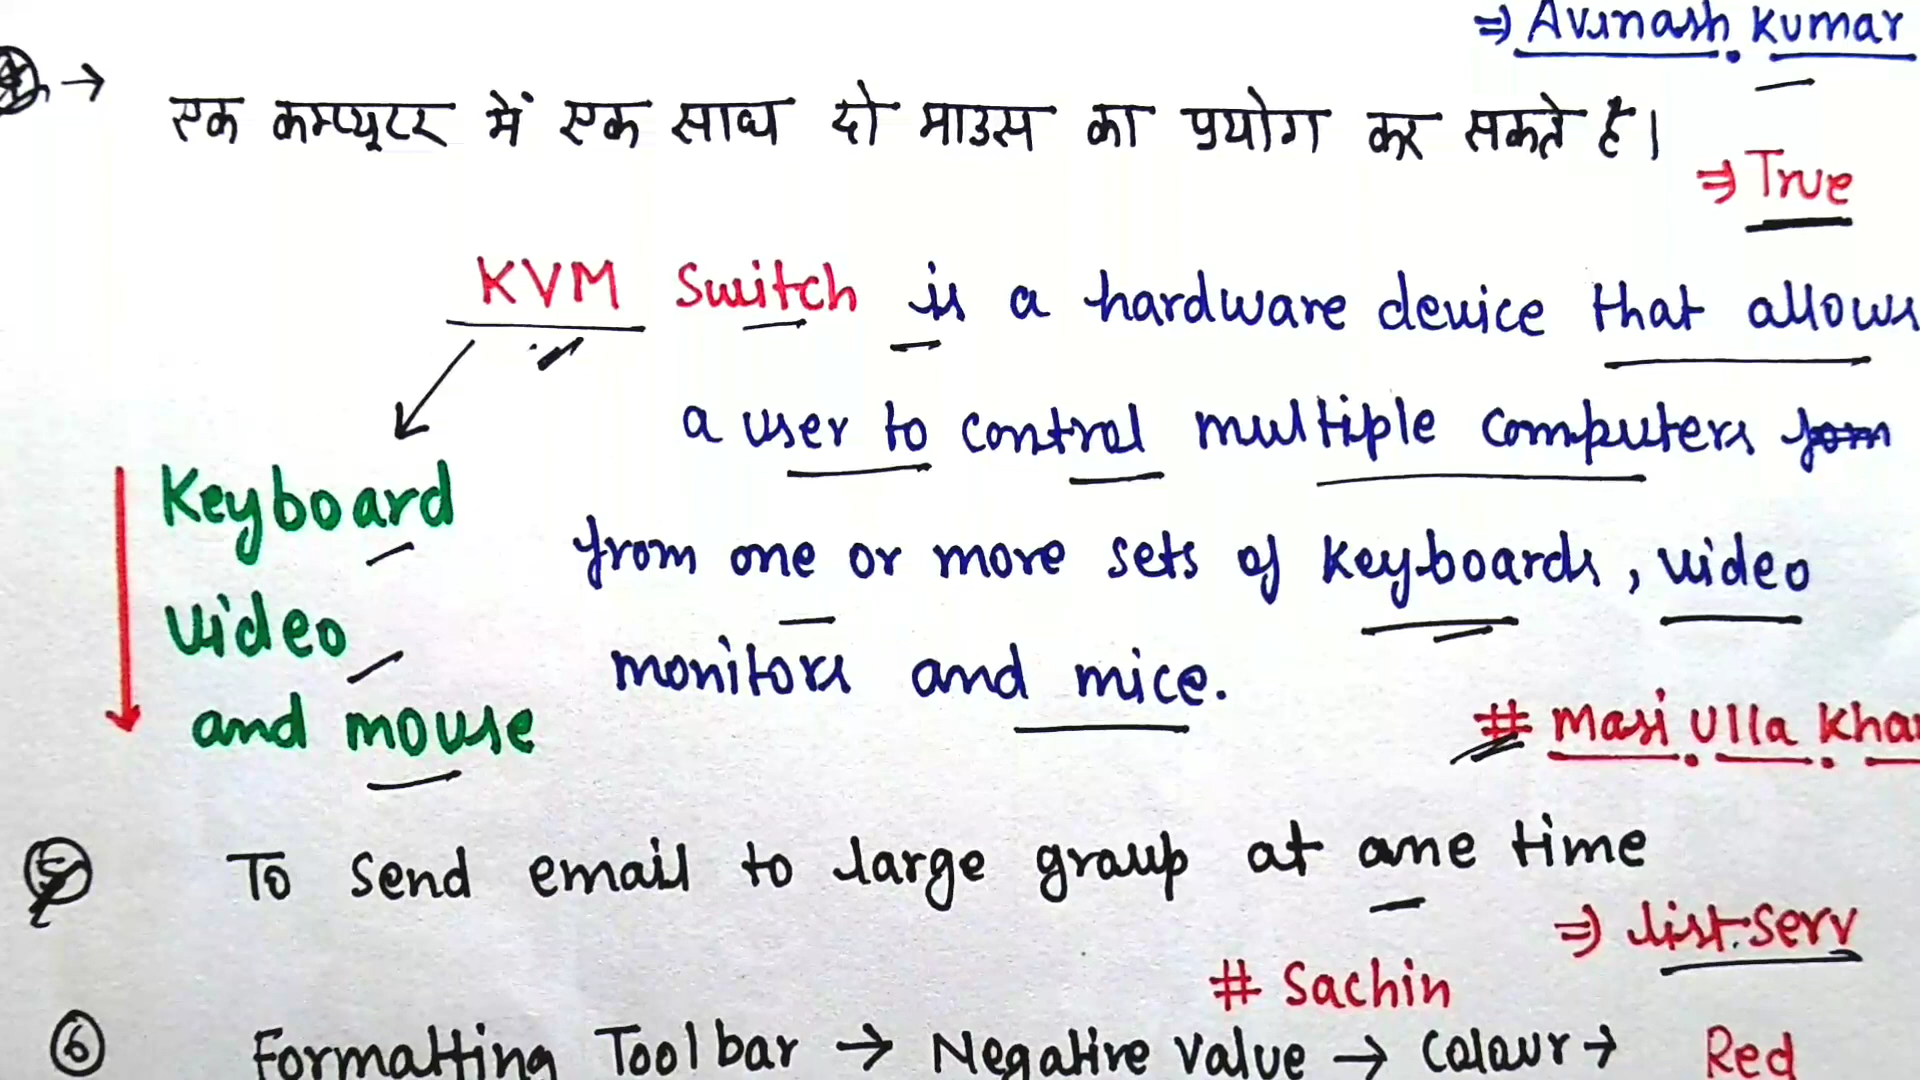 ⇒ Avinash Kumar
→ एक कम्प्यूटर में एक साथ दो माउस का प्रयोग कर सकते है।
⇒ True
KVM Switch is a hardware device that allows
a user to control multiple computers
from one or more sets of keyboards, video
monitors and mice.
Keyboard
video
and mouse
# Masi Ulla Khan
5 To send email to large group at one time
⇒ list.serv
# Sachin
6 Formatting Toolbar → Negative value → Colour → Red